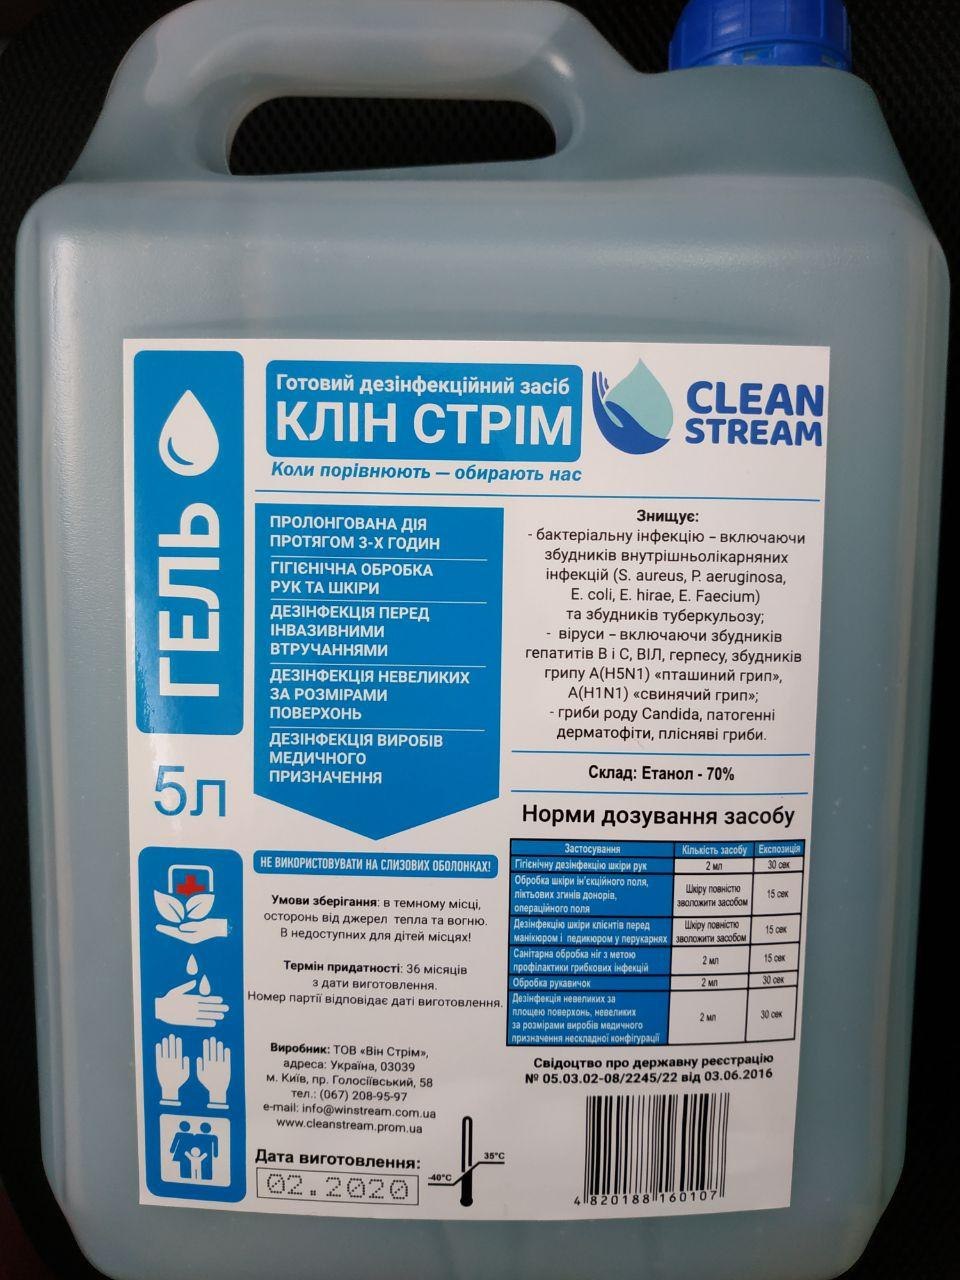 ГЕЛЬ
5л
Готовий дезінфекційний засіб
КЛІН СТРІМ
Коли порівнюють — обирають нас
CLEAN
STREAM
ПРОЛОНГОВАНА ДІЯ
ПРОТЯГОМ 3-Х ГОДИН
ГІГІЄНІЧНА ОБРОБКА
РУК ТА ШКІРИ
ДЕЗІНФЕКЦІЯ ПЕРЕД
ІНВАЗИВНИМИ
ВТРУЧАННЯМИ
ДЕЗІНФЕКЦІЯ НЕВЕЛИКИХ
ЗА РОЗМІРАМИ
ПОВЕРХОНЬ
ДЕЗІНФЕКЦІЯ ВИРОБІВ
МЕДИЧНОГО
ПРИЗНАЧЕННЯ
НЕ ВИКОРИСТОВУВАТИ НА СЛИЗОВИХ ОБОЛОНКАХ!
Умови зберігання: в темному місці,
осторонь від джерел тепла та вогню.
В недоступних для дітей місцях!
Термін придатності: 36 місяців
з дати виготовлення.
Номер партії відповідає даті виготовлення.
Виробник: ТОВ «Він Стрім»,
адреса: Україна, 03039
м. Київ, пр. Голосіївський, 58
тел.: (067) 208-95-97
e-mail: info@winstream.com.ua
www.cleanstream.prom.ua
Дата виготовлення:
02.2020
-40°C
35°C
Знищує:
- бактеріальну інфекцію – включаючи
збудників внутрішньолікарняних
інфекцій (S. aureus, P. aeruginosa,
E. coli, E. hirae, E. Faecium)
та збудників туберкульозу;
- віруси – включаючи збудників
гепатитів В і С, ВІЛ, герпесу, збудників
грипу А(H5N1) «пташиний грип»,
А(H1N1) «свинячий грип»;
- гриби роду Candida, патогенні
дерматофіти, плісняві гриби.
Склад: Етанол - 70%
Норми дозування засобу
Застосування Кількість засобу Експозиція
Гігієнічну дезінфекцію шкіри рук 2 мл 30 сек
Обробка шкіри ін'єкційного поля,
ліктьових згинів донорів,
операційного поля
Шкіру повністю
зволожити засобом
15 сек
Дезінфекцію шкіри клієнтів перед
манікюром і педикюром у перукарнях
Шкіру повністю
зволожити засобом
15 сек
Санітарна обробка ніг з метою
профілактики грибкових інфекцій
2 мл
15 сек
Обробка рукавичок 2 мл 30 сек
Дезінфекція невеликих за
площею поверхонь, невеликих
за розмірами виробів медичного
призначення нескладної конфігурації
2 мл
30 сек
Свідоцтво про державну реєстрацію
№ 05.03.02-08/2245/22 від 03.06.2016
4 820188 160107